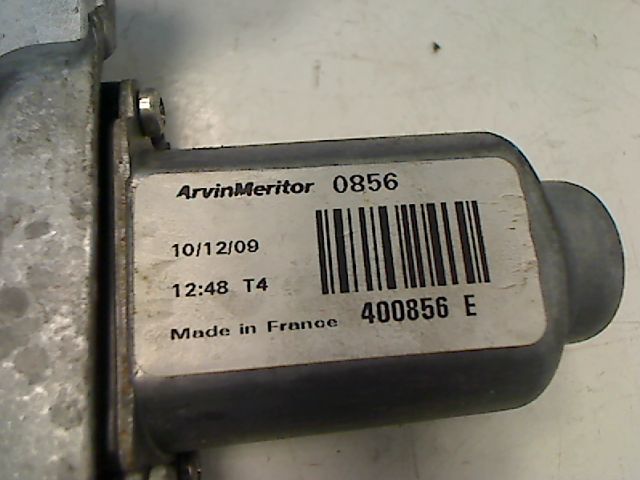 ArvinMeritor 0856
10/12/09
12:48 T4
400856 E
Made in France